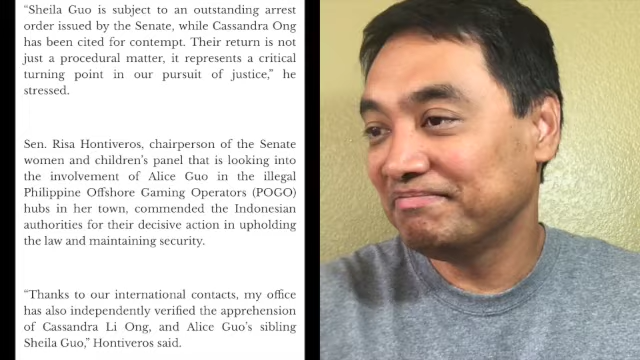 “Sheila Guo is subject to an outstanding arrest
order issued by the Senate, while Cassandra Ong
has been cited for contempt. Their return is not
just a procedural matter, it represents a critical
turning point in our pursuit of justice,” he
stressed.
Sen. Risa Hontiveros, chairperson of the Senate
women and children’s panel that is looking into
the involvement of Alice Guo in the illegal
Philippine Offshore Gaming Operators (POGO)
hubs in her town, commended the Indonesian
authorities for their decisive action in upholding
the law and maintaining security.
“Thanks to our international contacts, my office
has also independently verified the apprehension
of Cassandra Li Ong, and Alice Guo’s sibling
Sheila Guo,” Hontiveros said.